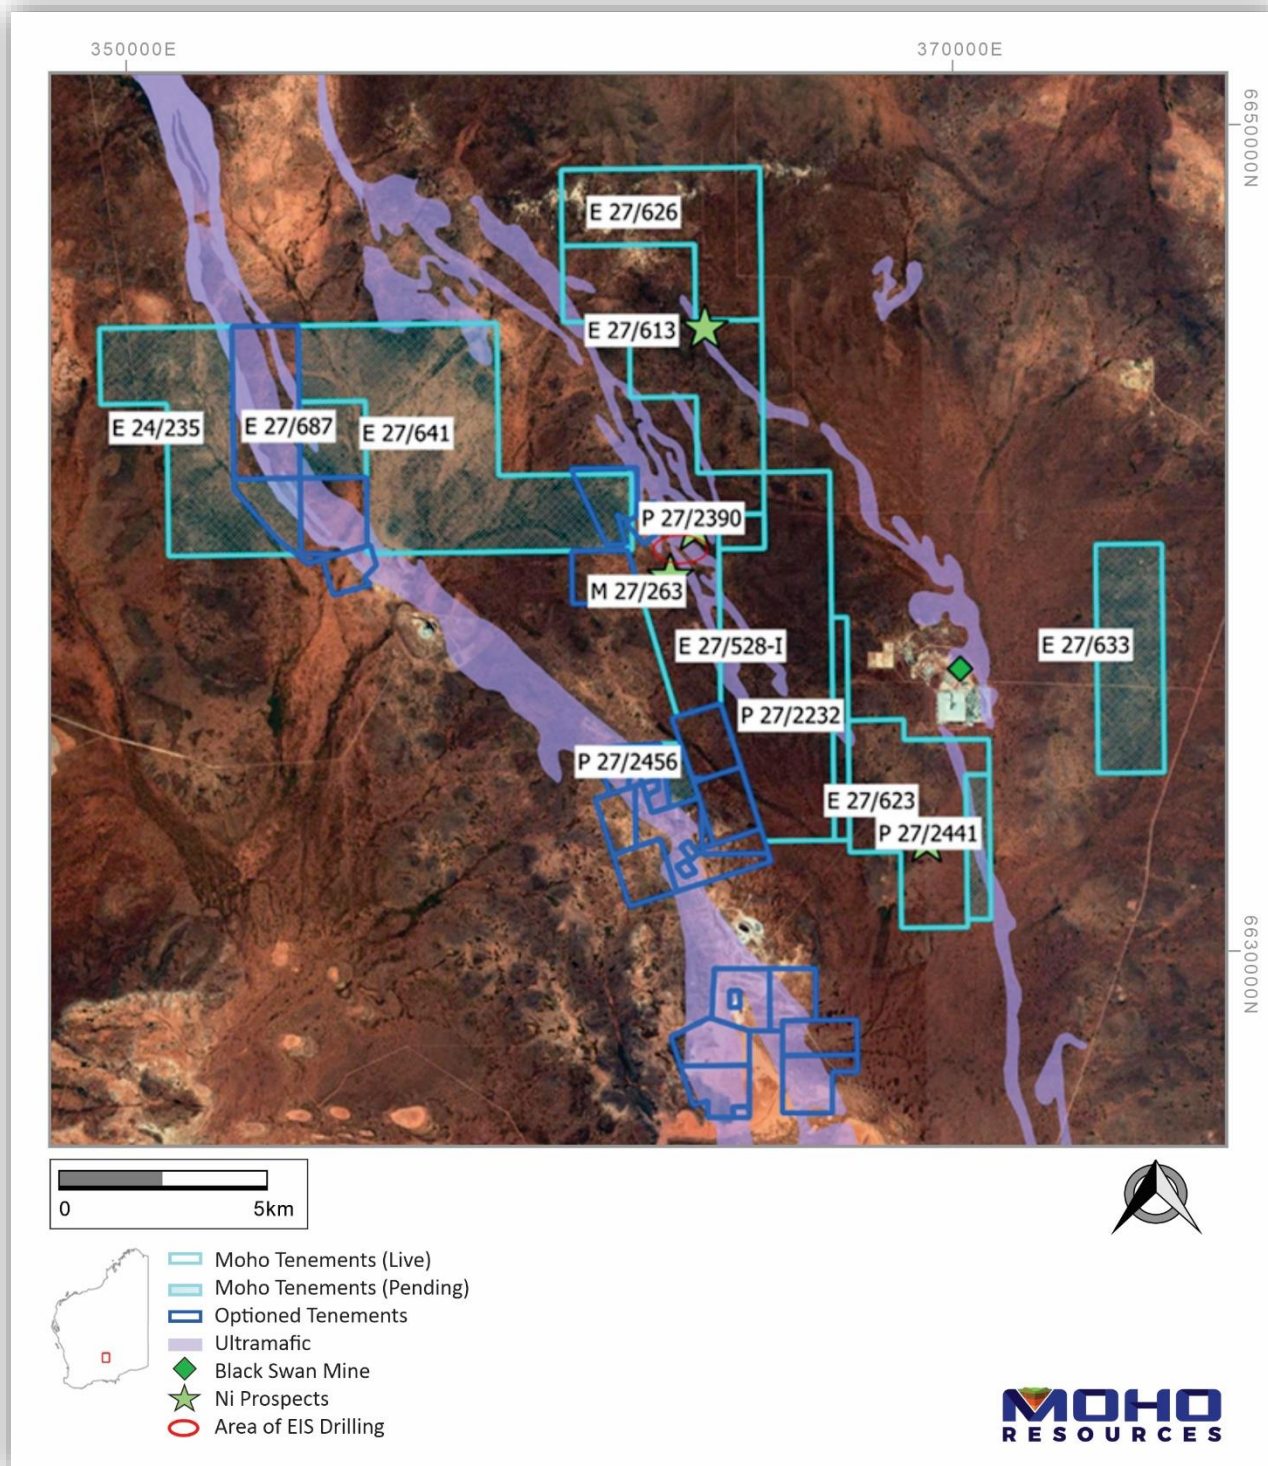 350000E
370000E
6650000N
E 27/626
E 27/613
E 24/235
E 27/687
E 27/641
P 27/2390
M 27/263
E 27/528-I
E 27/633
P 27/2232
P 27/2456
E 27/623
P 27/2441
6630000N
0
5km
Moho Tenements (Live)
Moho Tenements (Pending)
Optioned Tenements
Ultramafic
Black Swan Mine
Ni Prospects
Area of EIS Drilling
MOHO
RESOURCES